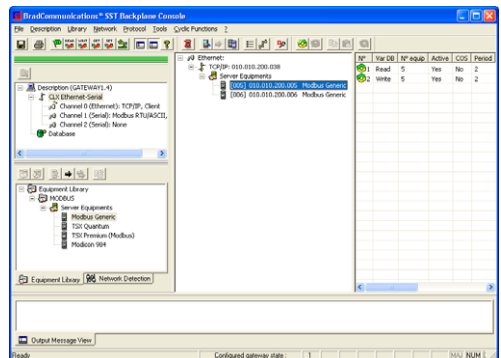 BradCommunications* SST Backplane Console
File Description Library Network Protocol Tools Cyclic Functions ?
Description (GATEWAY1.4)
CLX Ethernet-Serial
Channel 0 (Ethernet): TCP/IP, Client
Channel 1 (Serial): Modbus RTU/ASCII,
Channel 2 (Serial): None
Database
Equipment Library
MODBUS
Server Equipments
Modbus Generic
TSX Quantum
TSX Premium (Modbus)
Modicon 984
Equipment Library Network Detection
Ethernet:
TCP/IP: 010.010.200.038
Server Equipments
[005] 010.010.200.005 Modbus Generic
[006] 010.010.200.006 Modbus Generic
N° Var DB N° equip Active COS Period
1 Read 5 Yes No 2
2 Write 5 Yes No 2
Output Message View
Ready Configured gateway state : 1 MAJ NUM